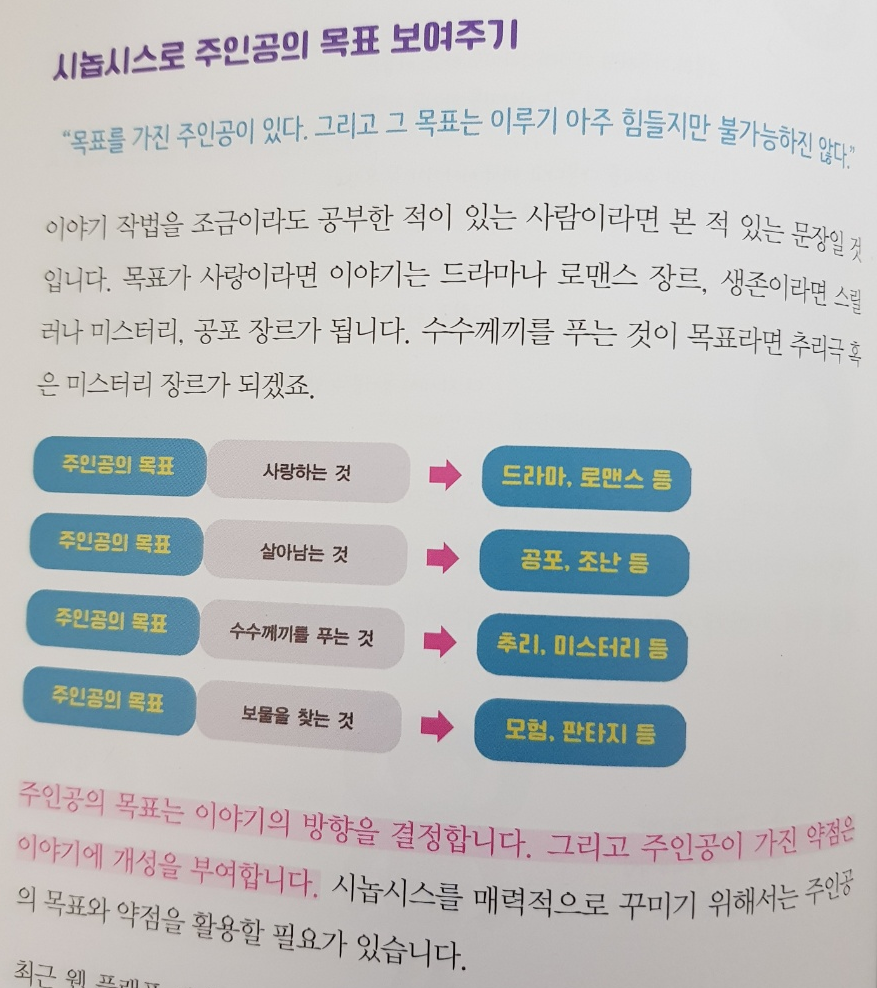 시놉시스로 주인공의 목표 보여주기
“목표를 가진 주인공이 있다. 그리고 그 목표는 이루기 아주 힘들지만 불가능하진 않다.”
이야기 작법을 조금이라도 공부한 적이 있는 사람이라면 본 적 있는 문장일 것
입니다. 목표가 사랑이라면 이야기는 드라마나 로맨스 장르, 생존이라면 스릴
러나 미스터리, 공포 장르가 됩니다. 수수께끼를 푸는 것이 목표라면 추리극 혹
은 미스터리 장르가 되겠죠.
주인공의 목표 사랑하는 것 드라마, 로맨스 등
주인공의 목표 살아남는 것 공포, 조난 등
주인공의 목표 수수께끼를 푸는 것 추리, 미스터리 등
주인공의 목표 보물을 찾는 것 모험, 판타지 등
주인공의 목표는 이야기의 방향을 결정합니다. 그리고 주인공이 가진 약점은
이야기에 개성을 부여합니다. 시놉시스를 매력적으로 꾸미기 위해서는 주인공
의 목표와 약점을 활용할 필요가 있습니다.
최근 웹